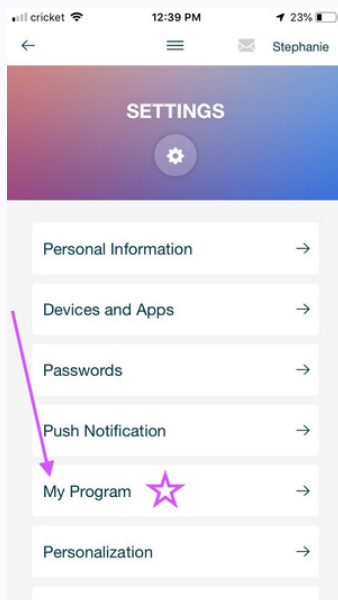 cricket 12:39 PM 23%
Stephanie
SETTINGS
Personal Information
Devices and Apps
Passwords
Push Notification
My Program
Personalization